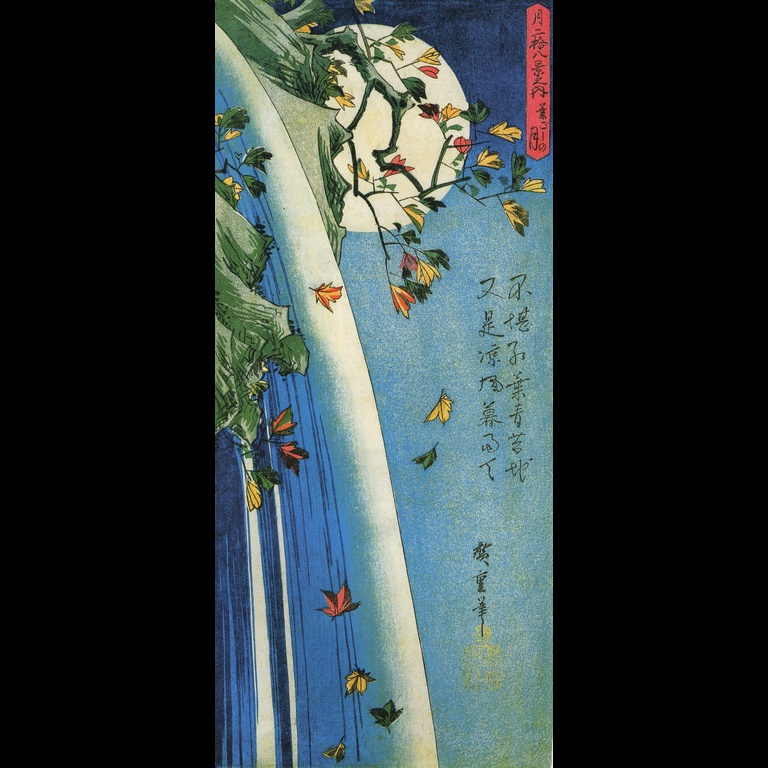 月二拾八景之内
葉ごしの
月
不堪紅葉青苔地
又是涼風暮雨天
廣重筆